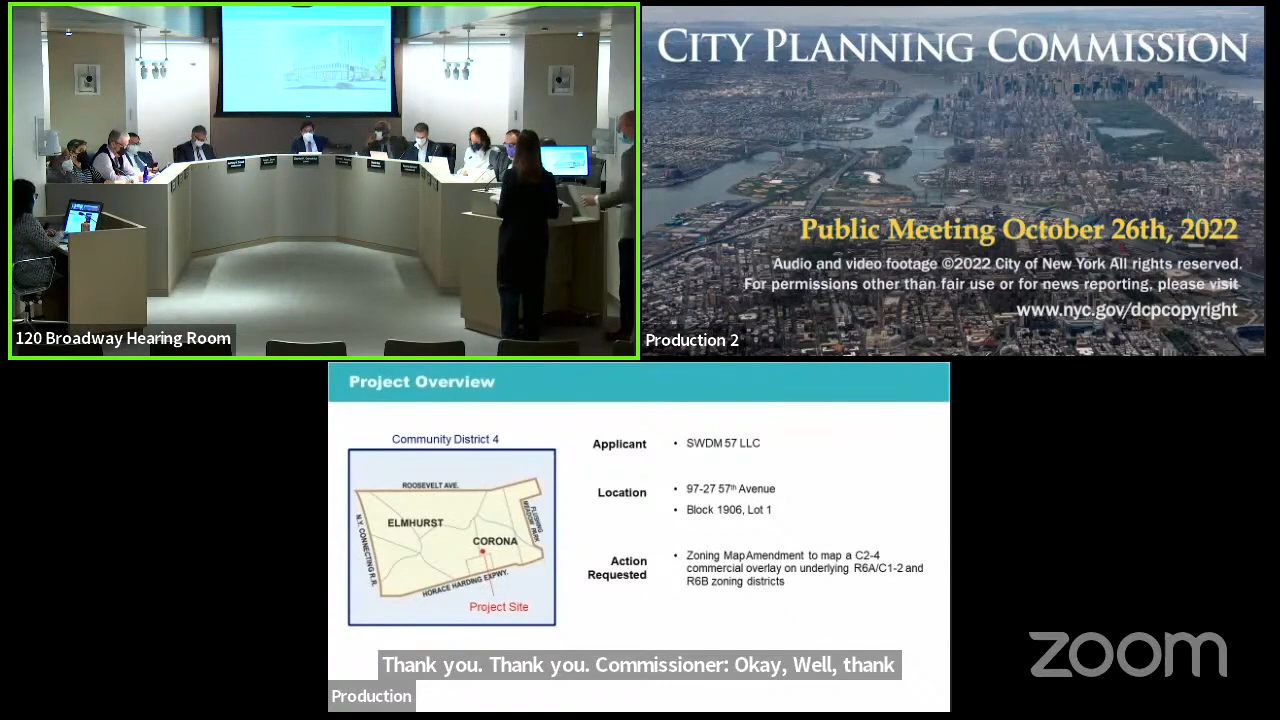 120 Broadway Hearing Room
CITY PLANNING COMMISSION
Public Meeting October 26th, 2022
Audio and video footage ©2022 City of New York All rights reserved.
For permissions other than fair use or for news reporting, please visit
www.nyc.gov/dcpcopyright
Production 2
Project Overview
Community District 4
ROOSEVELT AVE.
ELMHURST
CORONA
FLUSHING
MEADOW PARK
N.Y. CONNECTING R.R.
HORACE HARDING EXPWY.
Project Site
Applicant
• SWDM 57 LLC
Location
• 97-27 57th Avenue
• Block 1906, Lot 1
Action
Requested
• Zoning Map Amendment to map a C2-4
commercial overlay on underlying R6A/C1-2 and
R6B zoning districts
Thank you. Thank you. Commissioner: Okay, Well, thank
Production
zoom